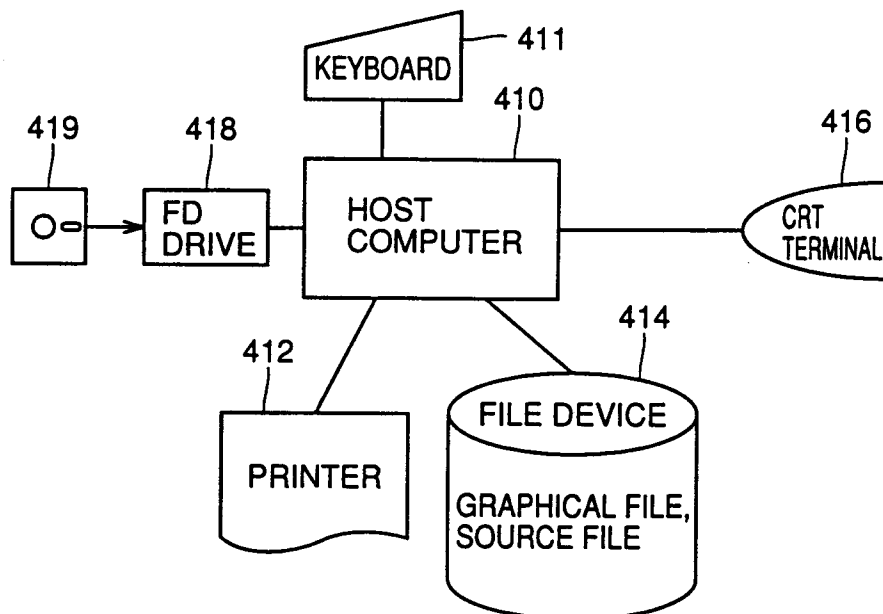 411
KEYBOARD
410
419
418
416
FD
DRIVE
HOST
COMPUTER
CRT
TERMINAL
412
414
FILE DEVICE
PRINTER
GRAPHICAL FILE,
SOURCE FILE